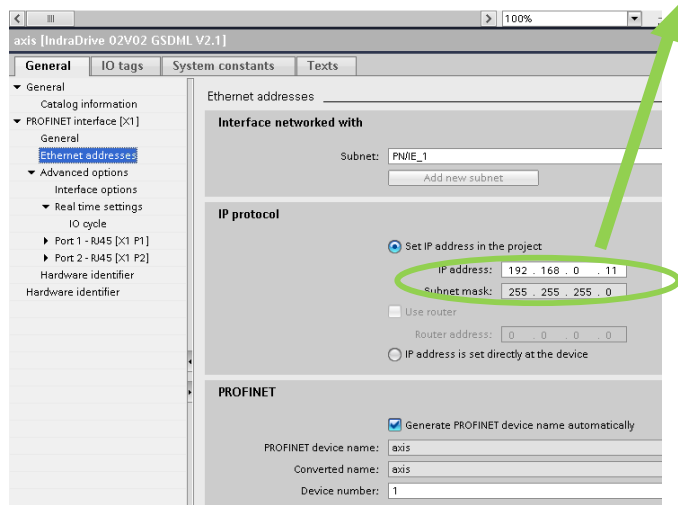 100%
axis [IndraDrive 02V02 GSDML V2.1]
General IO tags System constants Texts
General
Catalog information
PROFINET interface [X1]
General
Ethernet addresses
Advanced options
Interface options
Real time settings
IO cycle
Port 1 - RJ45 [X1 P1]
Port 2 - RJ45 [X1 P2]
Hardware identifier
Hardware identifier
Ethernet addresses
Interface networked with
Subnet: PN/IE_1
Add new subnet
IP protocol
Set IP address in the project
IP address: 192 . 168 . 0 . 11
Subnet mask: 255 . 255 . 255 . 0
Use router
Router address: 0 . 0 . 0 . 0
IP address is set directly at the device
PROFINET
Generate PROFINET device name automatically
PROFINET device name: axis
Converted name: axis
Device number: 1